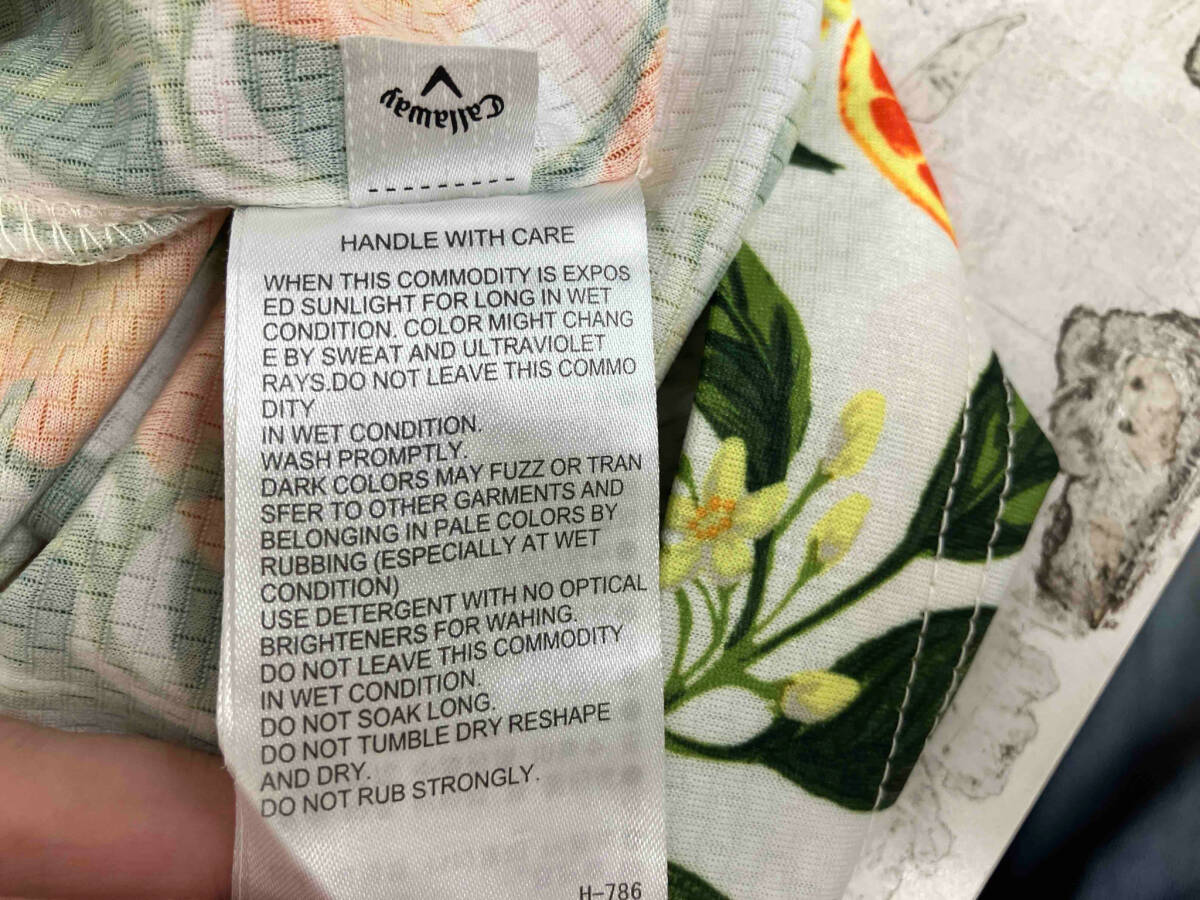 Callaway
HANDLE WITH CARE
WHEN THIS COMMODITY IS EXPOS
ED SUNLIGHT FOR LONG IN WET
CONDITION. COLOR MIGHT CHANG
E BY SWEAT AND ULTRAVIOLET
RAYS.DO NOT LEAVE THIS COMMO
DITY
IN WET CONDITION.
WASH PROMPTLY.
DARK COLORS MAY FUZZ OR TRAN
SFER TO OTHER GARMENTS AND
BELONGING IN PALE COLORS BY
RUBBING (ESPECIALLY AT WET
CONDITION)
USE DETERGENT WITH NO OPTICAL
BRIGHTENERS FOR WAHING.
DO NOT LEAVE THIS COMMODITY
IN WET CONDITION.
DO NOT SOAK LONG.
DO NOT TUMBLE DRY RESHAPE
AND DRY.
DO NOT RUB STRONGLY.
H-786